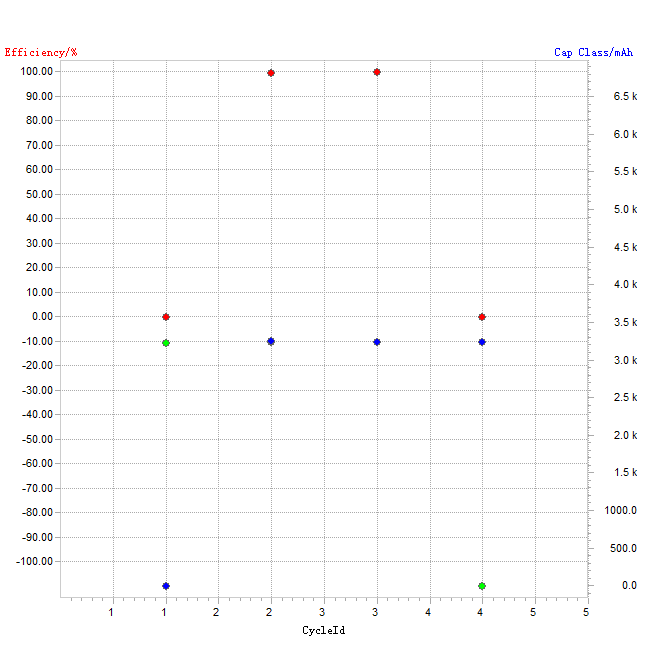 Efficiency/% Cap Class/mAh
100.00
90.00 6.5 k
80.00 6.0 k
70.00 5.5 k
60.00
50.00 5.0 k
40.00
30.00 4.5 k
20.00
10.00 4.0 k
0.00 3.5 k
-10.00
-20.00 3.0 k
-30.00 2.5 k
-40.00
-50.00 2.0 k
-60.00 1.5 k
-70.00
-80.00 1000.0
-90.00 500.0
-100.00
0.0
1 1 2 2 3 3 4 4 5 5
CycleId